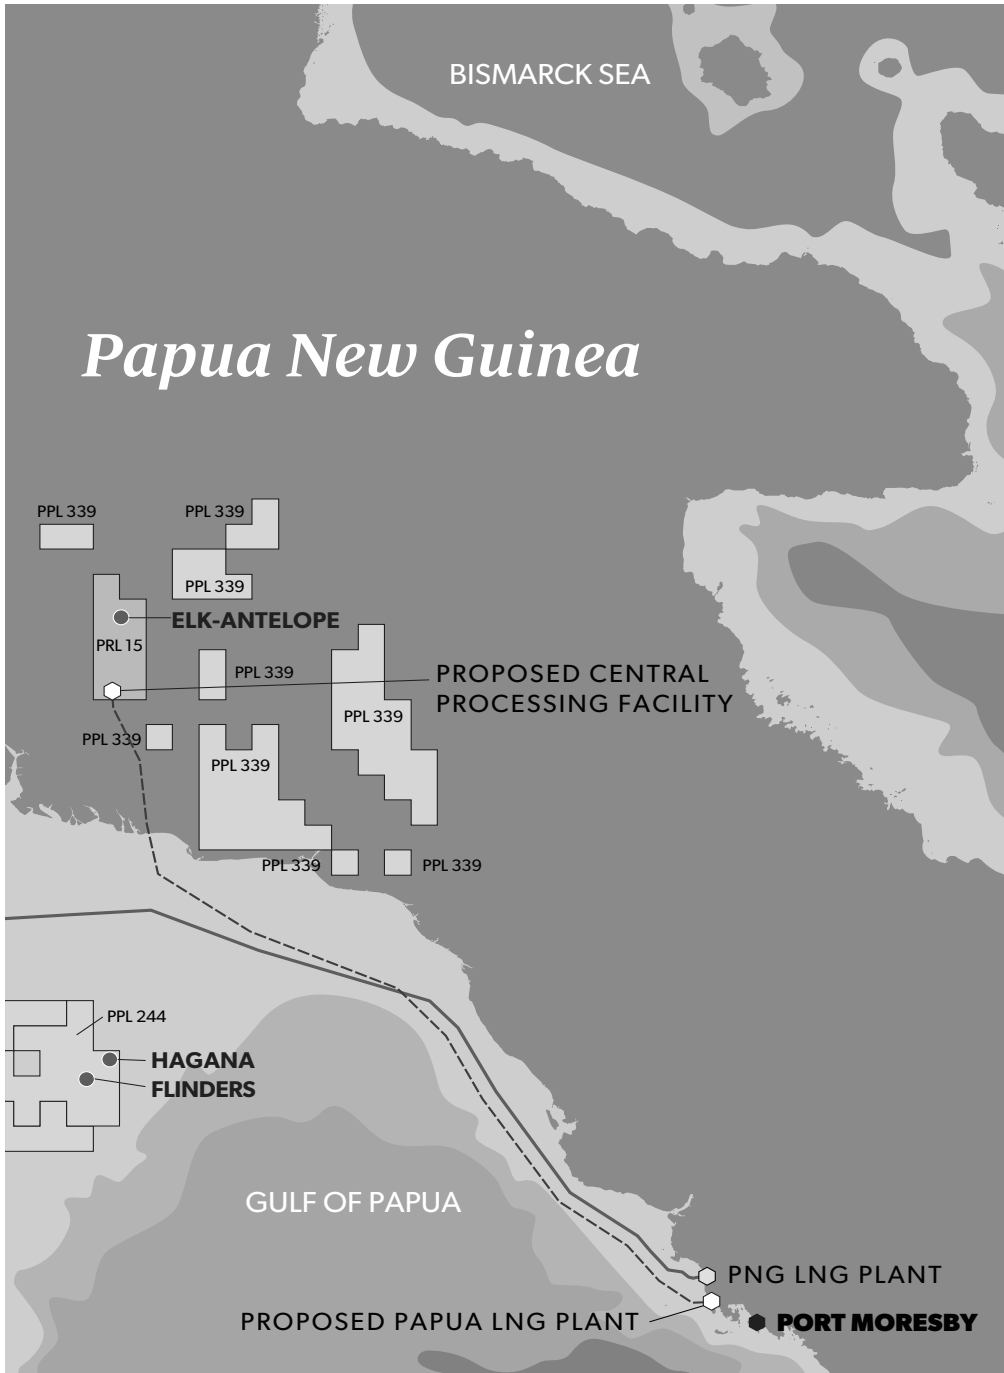 BISMARCK SEA
Papua New Guinea
PPL 339
PPL 339
PPL 339
ELK-ANTELOPE
PRL 15
PPL 339
PROPOSED CENTRAL
PROCESSING FACILITY
PPL 339
PPL 339
PPL 339
PPL 339
PPL 339
PPL 244
HAGANA
FLINDERS
GULF OF PAPUA
PNG LNG PLANT
PROPOSED PAPUA LNG PLANT
PORT MORESBY